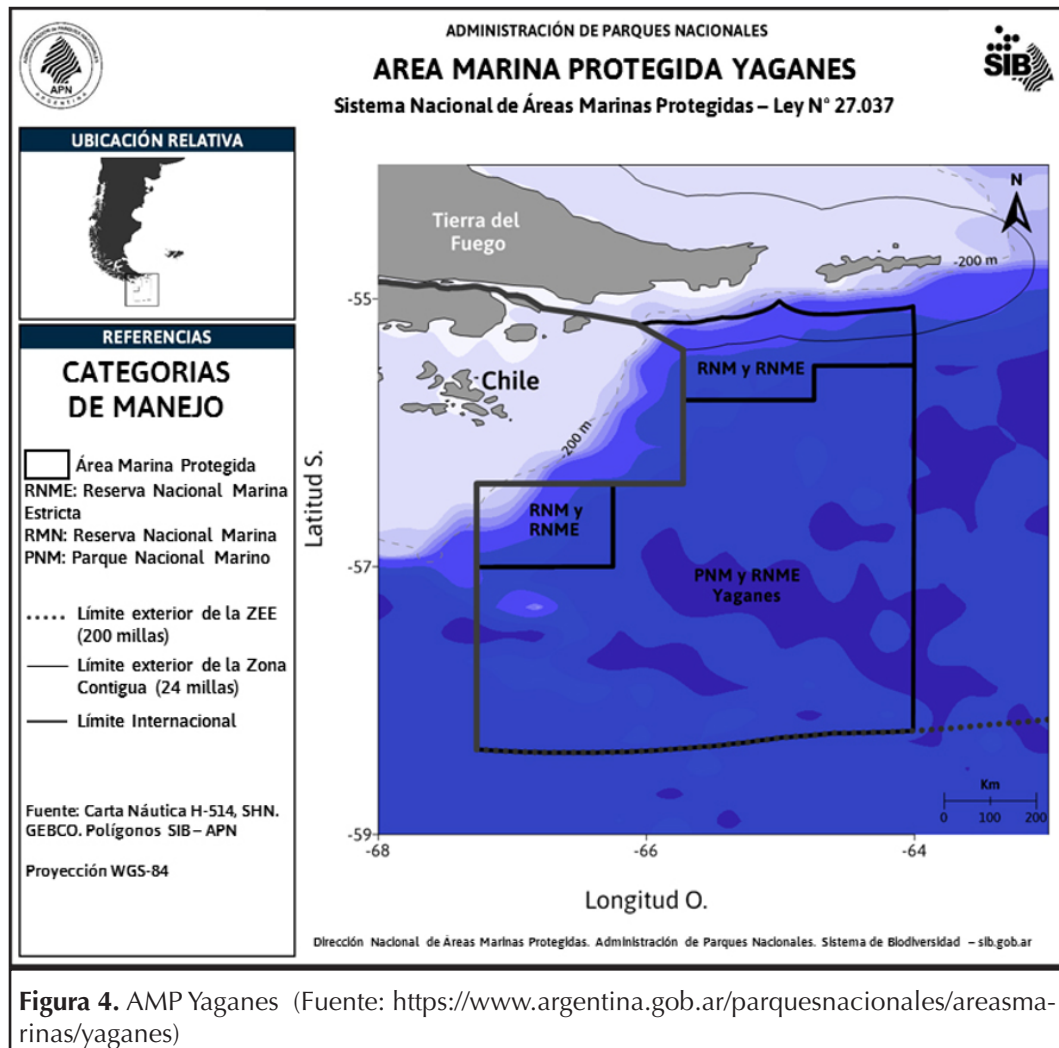 ADMINISTRACIÓN DE PARQUES NACIONALES
AREA MARINA PROTEGIDA YAGANES
Sistema Nacional de Áreas Marinas Protegidas – Ley N° 27.037
ADMINISTRACIÓN de PARQUES NACIONALES
APN
ARGENTINA
SIB
UBICACIÓN RELATIVA
REFERENCIAS
CATEGORIAS
DE MANEJO
Área Marina Protegida
RNME: Reserva Nacional Marina
Estricta
RMN: Reserva Nacional Marina
PNM: Parque Nacional Marino
Límite exterior de la ZEE
(200 millas)
Límite exterior de la Zona
Contigua (24 millas)
Límite Internacional
Fuente: Carta Náutica H-514, SHN.
GEBCO. Polígonos SIB – APN
Proyección WGS-84
N
Tierra del
Fuego
-200 m
-55
RNM y RNME
Chile
-200 m
Latitud S.
RNM y
RNME
-57
PNM y RNME
Yaganes
Km
0 100 200
-59
-68 -66 -64
Longitud O.
Dirección Nacional de Áreas Marinas Protegidas. Administración de Parques Nacionales. Sistema de Biodiversidad – sib.gob.ar
Figura 4. AMP Yaganes (Fuente: https://www.argentina.gob.ar/parquesnacionales/areasma-
rinas/yaganes)